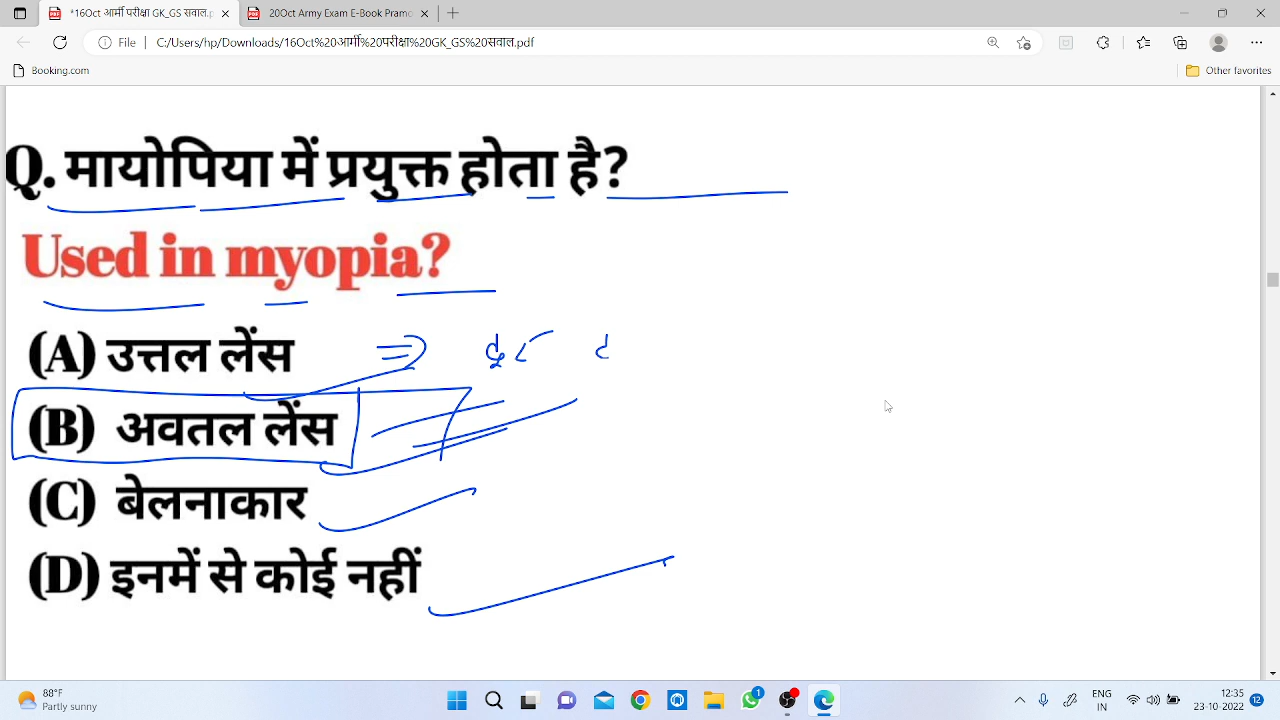 *16Oct आर्मी परीक्षा GK_GS सवाल.p
20Oct Army Exam E-Book Pramo
File
C:/Users/hp/Downloads/16Oct%20आर्मी%20परीक्षा%20GK_GS%20सवाल.pdf
Booking.com
Other favorites
Q. मायोपिया में प्रयुक्त होता है?
Used in myopia?
(A) उत्तल लेंस
(B) अवतल लेंस
(C) बेलनाकार
(D) इनमें से कोई नहीं
88°F
Partly sunny
1
ENG
IN
12:35
23-10-2022
12